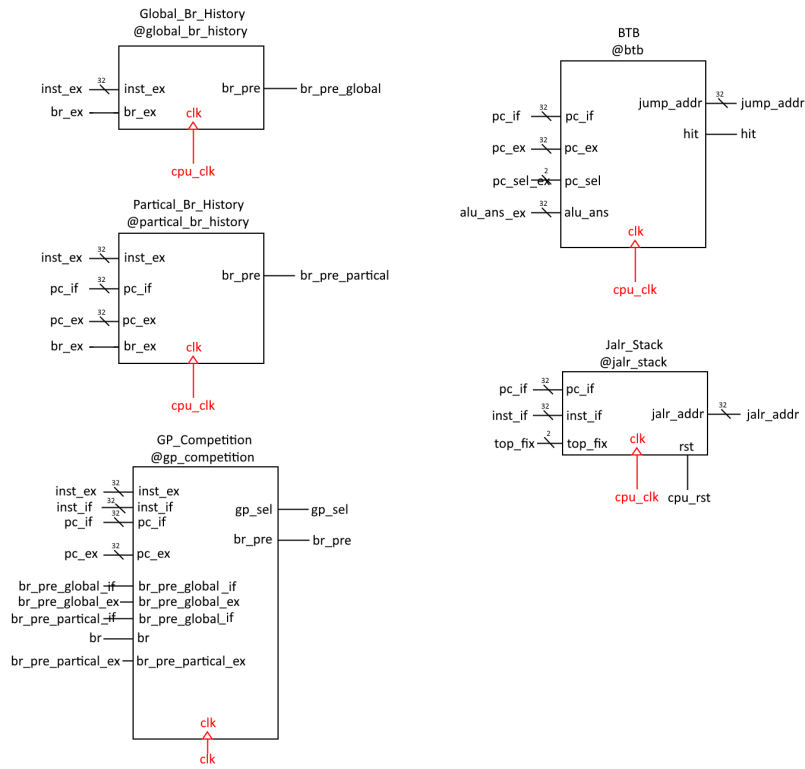 Global_Br_History
@global_br_history
inst_ex 32 inst_ex br_pre br_pre_global
br_ex br_ex clk
cpu_clk
Partical_Br_History
@partical_br_history
inst_ex 32 inst_ex
br_pre br_pre_partical
pc_if 32 pc_if
pc_ex 32 pc_ex
br_ex br_ex clk
cpu_clk
GP_Competition
@gp_competition
inst_ex 32 inst_ex
inst_if 32 inst_if gp_sel gp_sel
pc_if 32 pc_if
br_pre br_pre
pc_ex 32 pc_ex
br_pre_global_if br_pre_global_if
br_pre_global_ex br_pre_global_ex
br_pre_partical_if br_pre_global_if
br br
br_pre_partical_ex br_pre_partical_ex
clk
clk
BTB
@btb
jump_addr 32 jump_addr
pc_if 32 pc_if
hit hit
pc_ex 32 pc_ex
pc_sel_ex 2 pc_sel
alu_ans_ex 32 alu_ans
clk
cpu_clk
Jalr_Stack
@jalr_stack
pc_if 32 pc_if
inst_if 32 inst_if jalr_addr 32 jalr_addr
top_fix 2 top_fix clk rst
cpu_clk cpu_rst